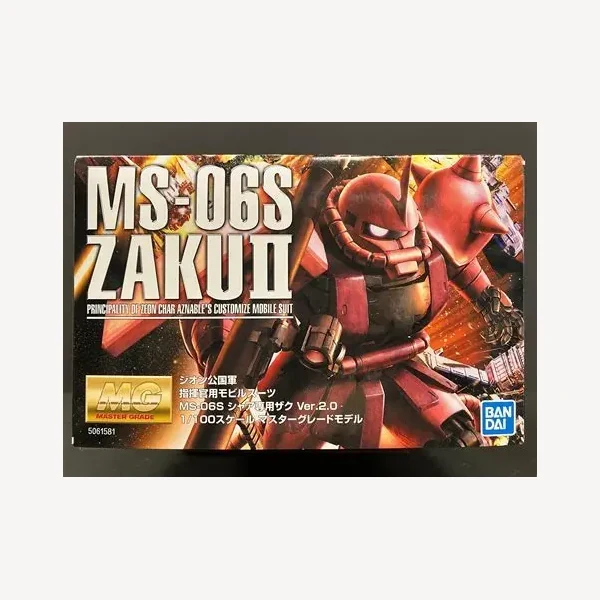 MS-06S
ZAKUII
PRINCIPALITY OF ZEON CHAR AZNABLE'S CUSTOMIZE MOBILE SUIT
MG
MASTER GRADE
ジオン公国軍
指揮官用モビルスーツ
MS-06S シャア専用ザク Ver.2.0
1/100スケール マスターグレードモデル
5061581
BAN
DAI